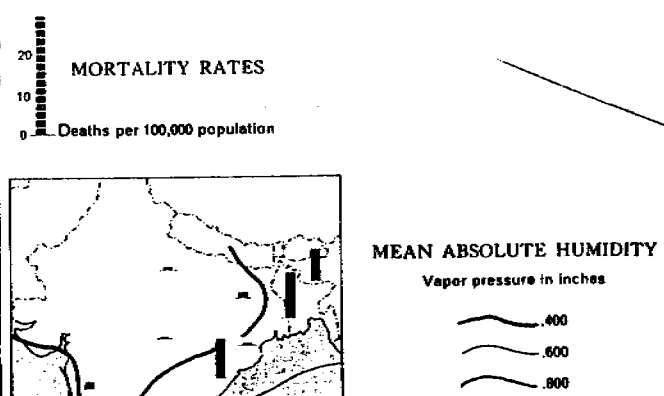 20
MORTALITY RATES
10
0
Deaths per 100,000 population
MEAN ABSOLUTE HUMIDITY
Vapor pressure in inches
.400
.600
.800